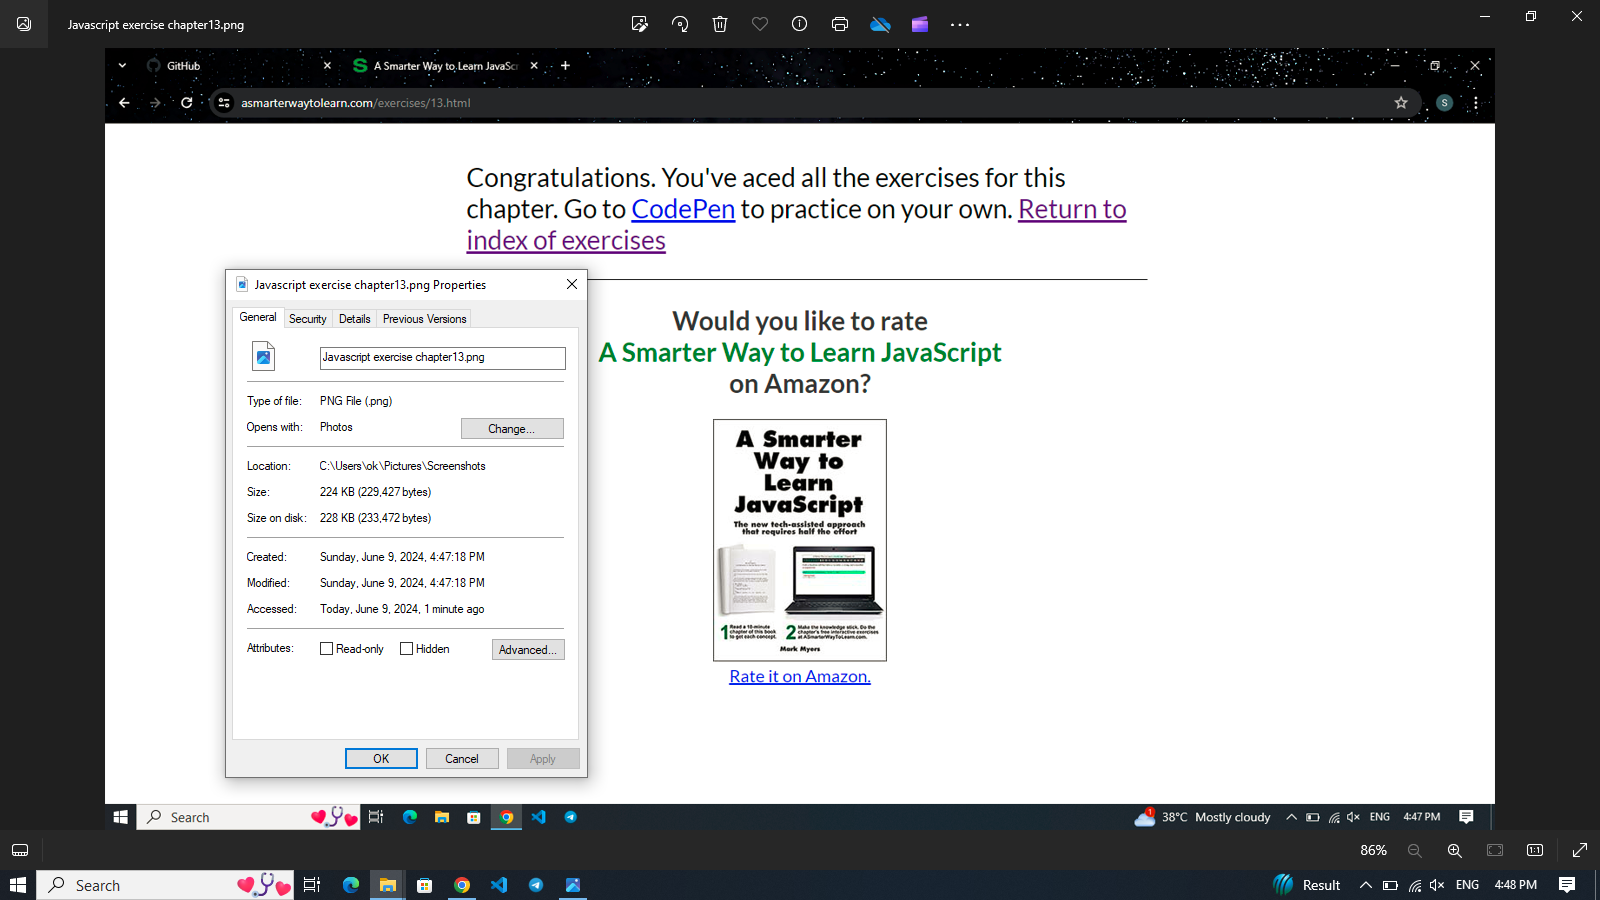 Javascript exercise chapter13.png
GitHub
A Smarter Way to Learn JavaSc
asmarterwaytolearn.com/exercises/13.html
S
Congratulations. You've aced all the exercises for this
chapter. Go to CodePen to practice on your own. Return to
index of exercises
Javascript exercise chapter13.png Properties
General
Security
Details
Previous Versions
Javascript exercise chapter13.png
Type of file: PNG File (.png)
Opens with: Photos
Change...
Location: C:\Users\ok\Pictures\Screenshots
Size: 224 KB (229,427 bytes)
Size on disk: 228 KB (233,472 bytes)
Created: Sunday, June 9, 2024, 4:47:18 PM
Modified: Sunday, June 9, 2024, 4:47:18 PM
Accessed: Today, June 9, 2024, 1 minute ago
Attributes: Read-only Hidden
Advanced...
OK
Cancel
Apply
Would you like to rate
A Smarter Way to Learn JavaScript
on Amazon?
A Smarter
Way to
Learn
JavaScript
The new tech-assisted approach
that requires half the effort
1 Read a 10-minute
chapter of this book
to get each concept.
2 Make the knowledge stick. Do the
chapter's free interactive exercises
at ASmarterWayToLearn.com.
Mark Myers
Rate it on Amazon.
Search
1
38°C Mostly cloudy
ENG
4:47 PM
86%
1:1
Search
Result
ENG
4:48 PM